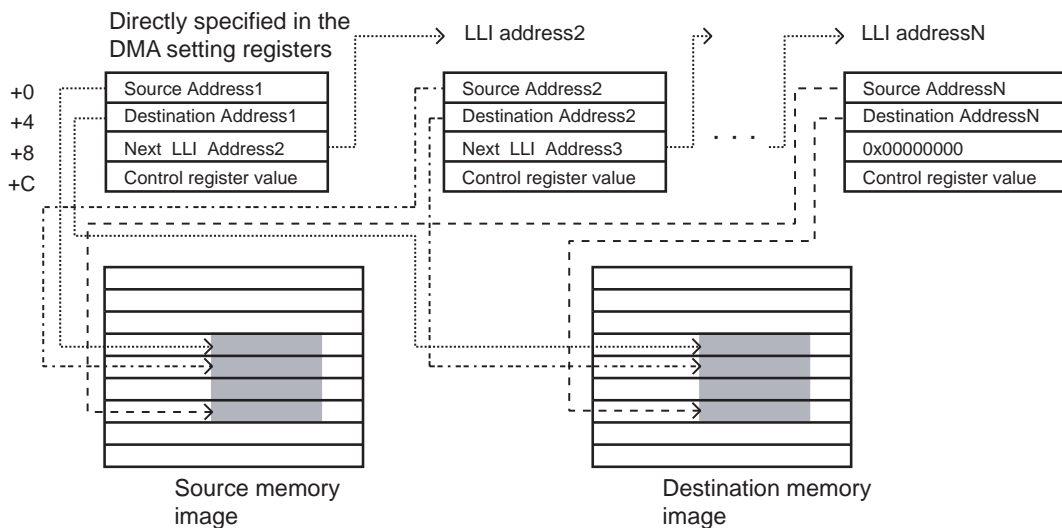 Directly specified in the
DMA setting registers
LLI address2
LLI addressN
+0
+4
+8
+C
Source Address1
Destination Address1
Next LLI Address2
Control register value
Source Address2
Destination Address2
Next LLI Address3
Control register value
. . .
Source AddressN
Destination AddressN
0x00000000
Control register value
Source memory
image
Destination memory
image